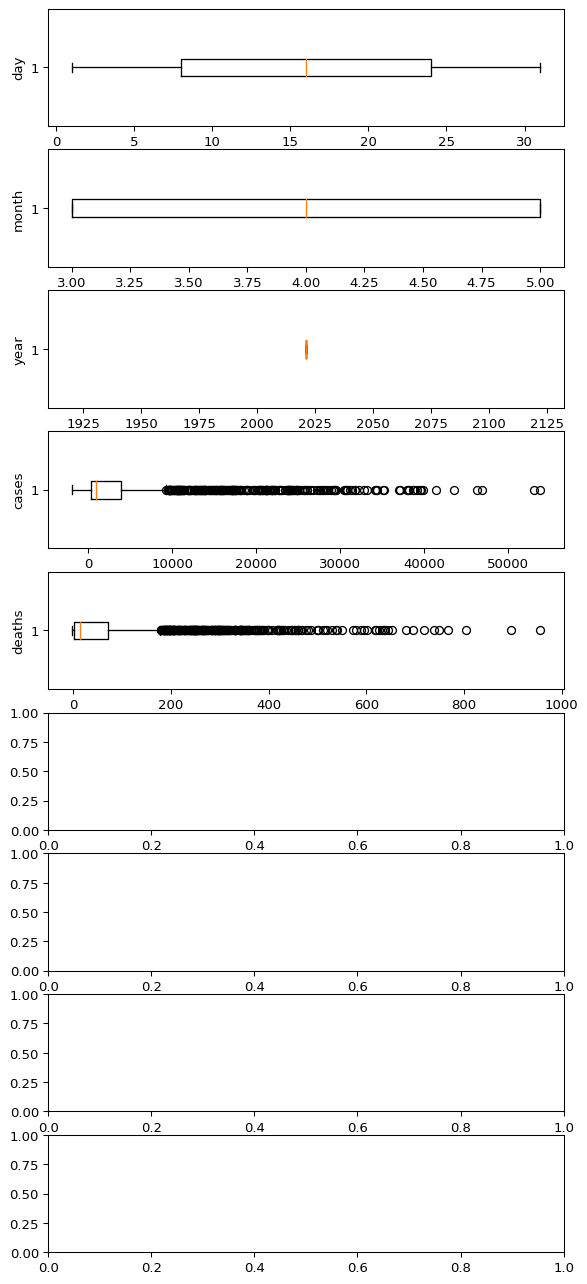 day
1
0 5 10 15 20 25 30
month
1
3.00 3.25 3.50 3.75 4.00 4.25 4.50 4.75 5.00
year
1
1925 1950 1975 2000 2025 2050 2075 2100 2125
cases
1
0 10000 20000 30000 40000 50000
deaths
1
0 200 400 600 800 1000
1.00
0.75
0.50
0.25
0.00
0.0 0.2 0.4 0.6 0.8 1.0
1.00
0.75
0.50
0.25
0.00
0.0 0.2 0.4 0.6 0.8 1.0
1.00
0.75
0.50
0.25
0.00
0.0 0.2 0.4 0.6 0.8 1.0
1.00
0.75
0.50
0.25
0.00
0.0 0.2 0.4 0.6 0.8 1.0